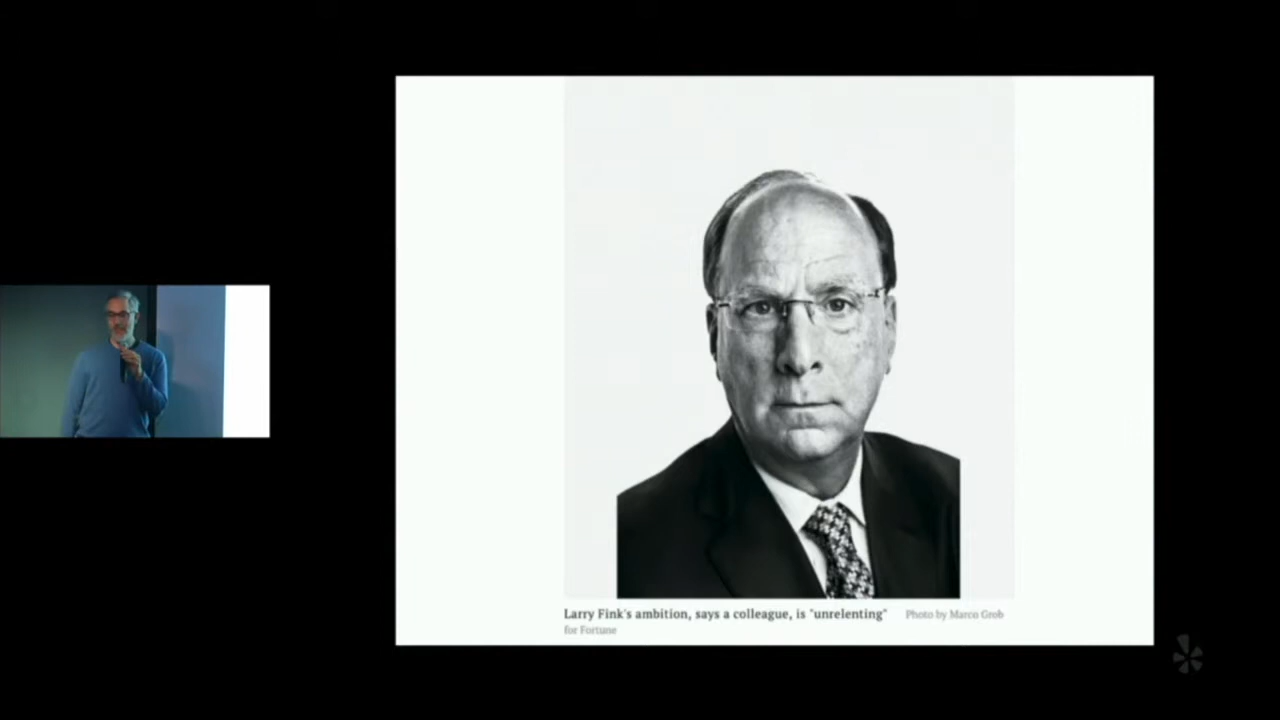 Larry Fink's ambition, says a colleague, is "unrelenting" Photo by Marco Grob
for Fortune